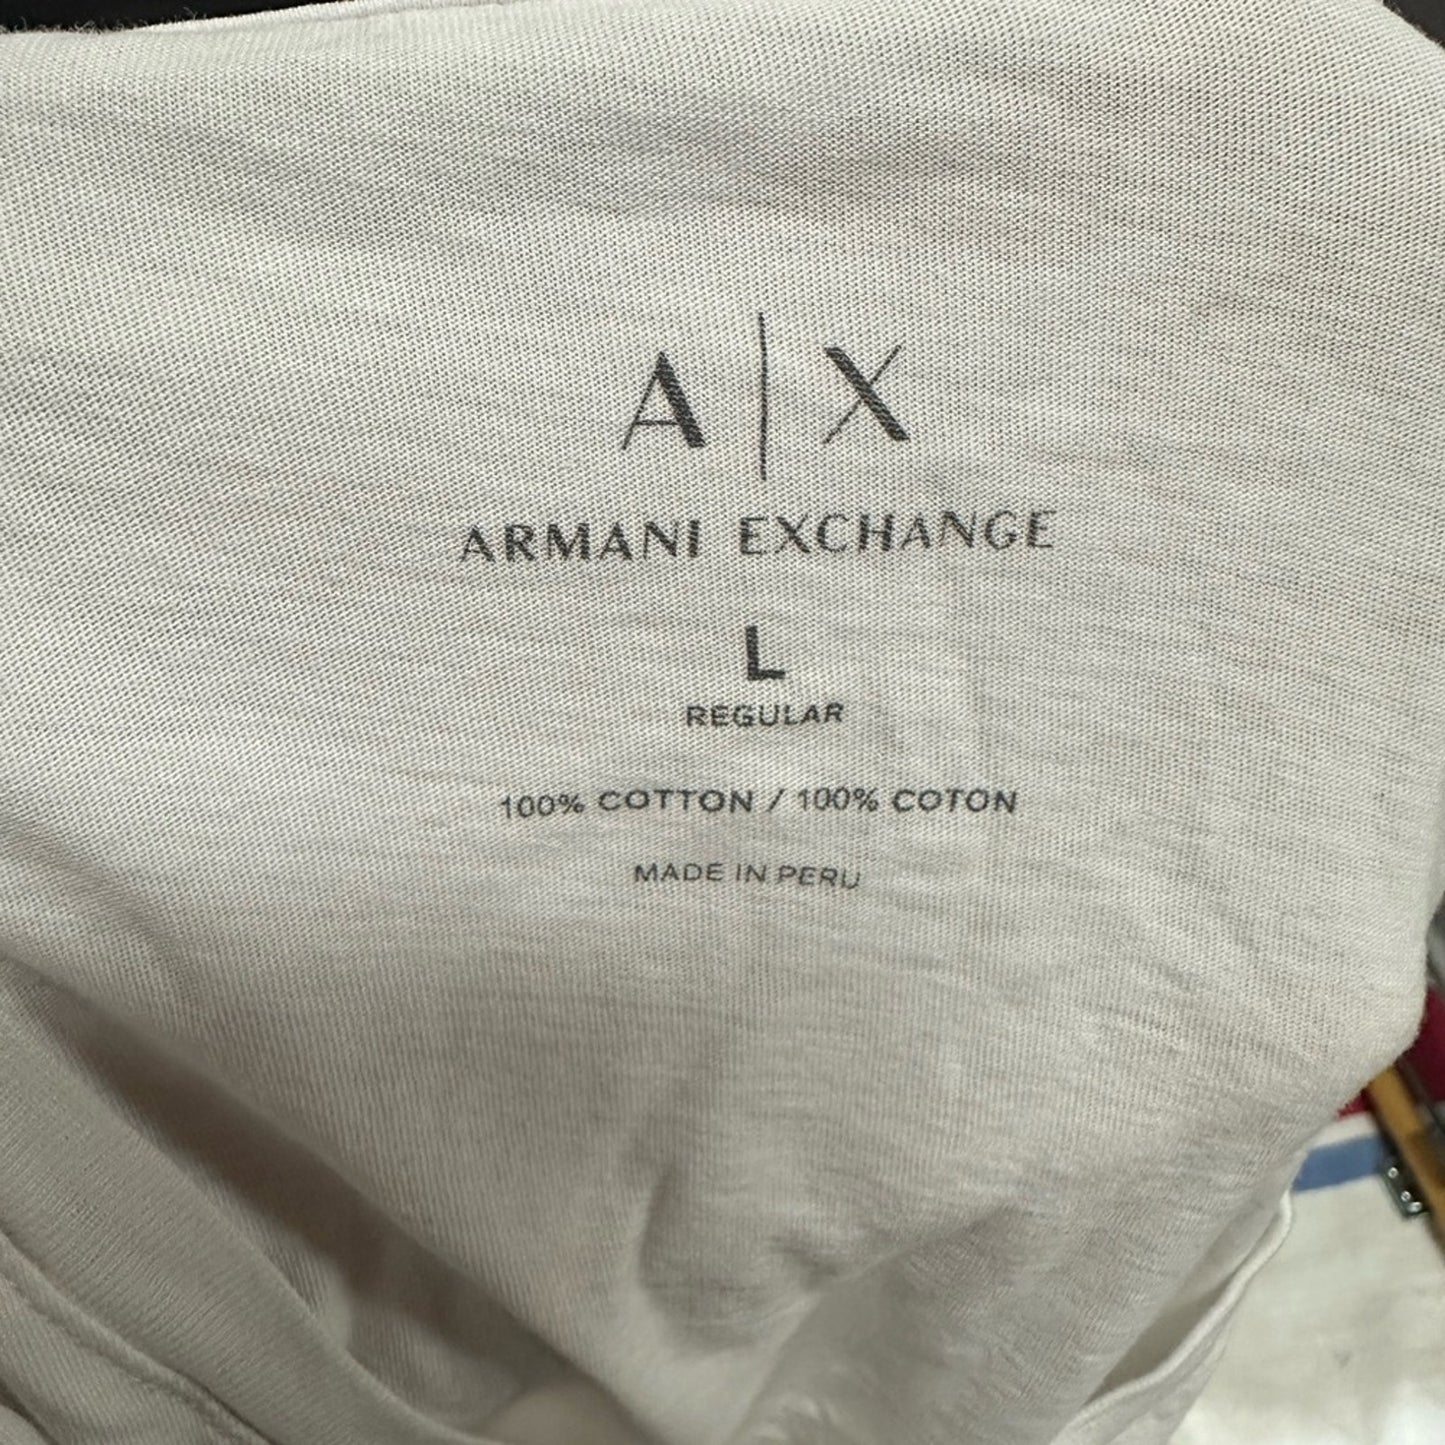 A|X
ARMANI EXCHANGE
L
REGULAR
100% COTTON / 100% COTON
MADE IN PERU